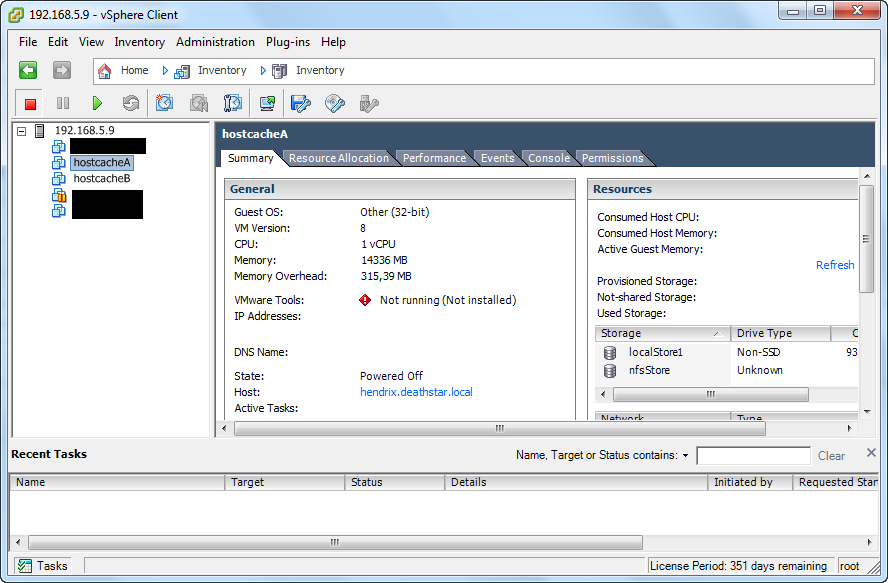 192.168.5.9 - vSphere Client
File Edit View Inventory Administration Plug-ins Help
Home Inventory Inventory
192.168.5.9
hostcacheA
hostcacheB
hostcacheA
Summary Resource Allocation Performance Events Console Permissions
General
Guest OS: Other (32-bit)
VM Version: 8
CPU: 1 vCPU
Memory: 14336 MB
Memory Overhead: 315,39 MB
VMware Tools: Not running (Not installed)
IP Addresses:
DNS Name:
State: Powered Off
Host: hendrix.deathstar.local
Active Tasks:
Resources
Consumed Host CPU:
Consumed Host Memory:
Active Guest Memory:
Refresh
Provisioned Storage:
Not-shared Storage:
Used Storage:
Storage Drive Type C
localStore1 Non-SSD 93
nfsStore Unknown
Network Type
Recent Tasks
Name, Target or Status contains: Clear
Name Target Status Details Initiated by Requested Star
Tasks License Period: 351 days remaining root